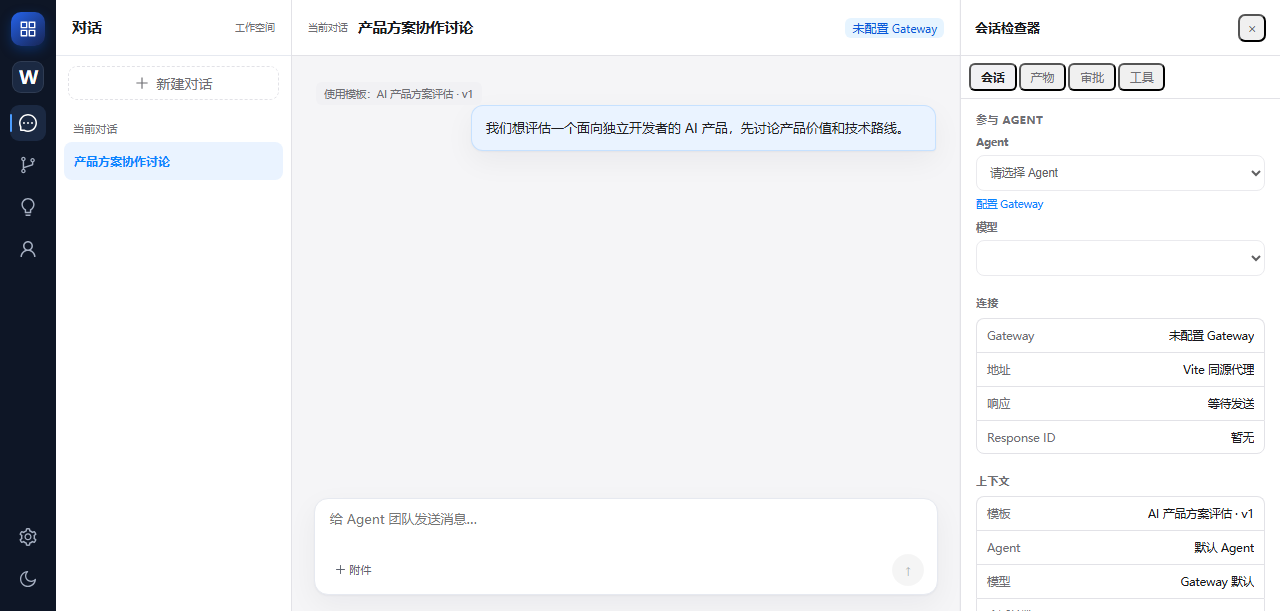 W
对话
工作空间
新建对话
当前对话
产品方案协作讨论
当前对话
产品方案协作讨论
未配置 Gateway
使用模板：AI 产品方案评估 · v1
我们想评估一个面向独立开发者的 AI 产品，先讨论产品价值和技术路线。
给 Agent 团队发送消息...
+ 附件
↑
会话检查器
×
会话
产物
审批
工具
参与 AGENT
Agent
请选择 Agent
配置 Gateway
模型
连接
Gateway
未配置 Gateway
地址
Vite 同源代理
响应
等待发送
Response ID
暂无
上下文
模板
AI 产品方案评估 · v1
Agent
默认 Agent
模型
Gateway 默认